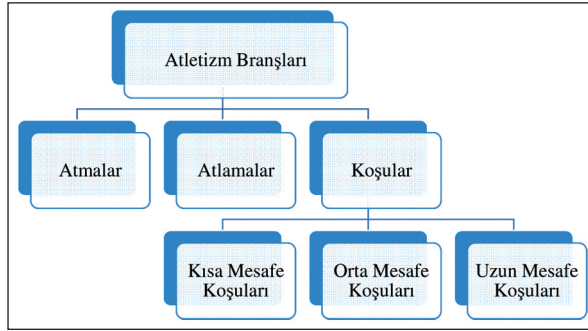 Atletizm Branşları
Atmalar
Atlamalar
Koşular
Kısa Mesafe
Koşuları
Orta Mesafe
Koşuları
Uzun Mesafe
Koşuları